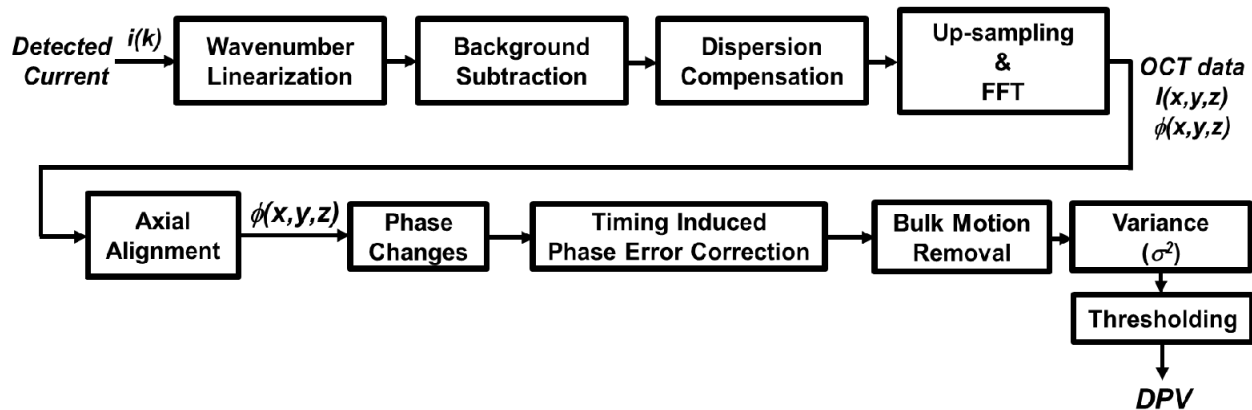 Detected
Current
i(k)
Wavenumber
Linearization
Background
Subtraction
Dispersion
Compensation
Up-sampling
&
FFT
OCT data
I(x,y,z)
ϕ(x,y,z)
Axial
Alignment
ϕ(x,y,z)
Phase
Changes
Timing Induced
Phase Error Correction
Bulk Motion
Removal
Variance
(σ²)
Thresholding
DPV